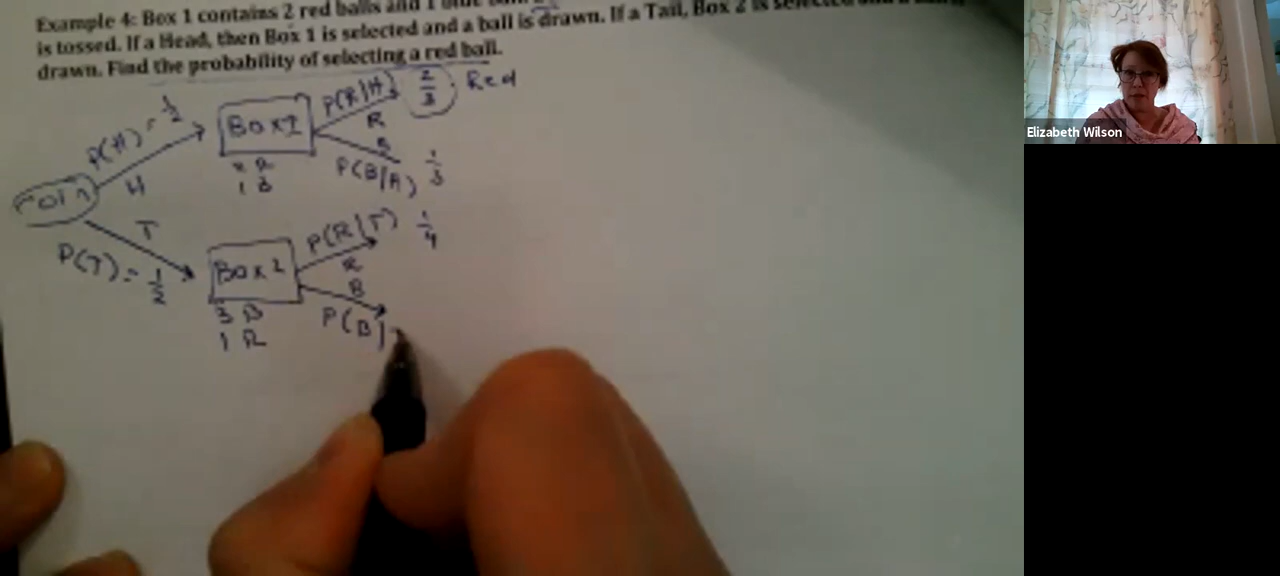 Example 4: Box 1 contains 2 red balls and 1 blue
is tossed. If a Head, then Box 1 is selected and a ball is drawn. If a Tail, Box 2 is selected
drawn. Find the probability of selecting a red ball.
P(H) = 1/2
H
Box 1
2 R
1 B
P(R|H) 2/3 Red
R
B
P(B|H) 1/3
Coin
T
P(T) = 1/2
Box 2
3 B
1 R
P(R|T) 1/4
R
B
P(B|
Elizabeth Wilson